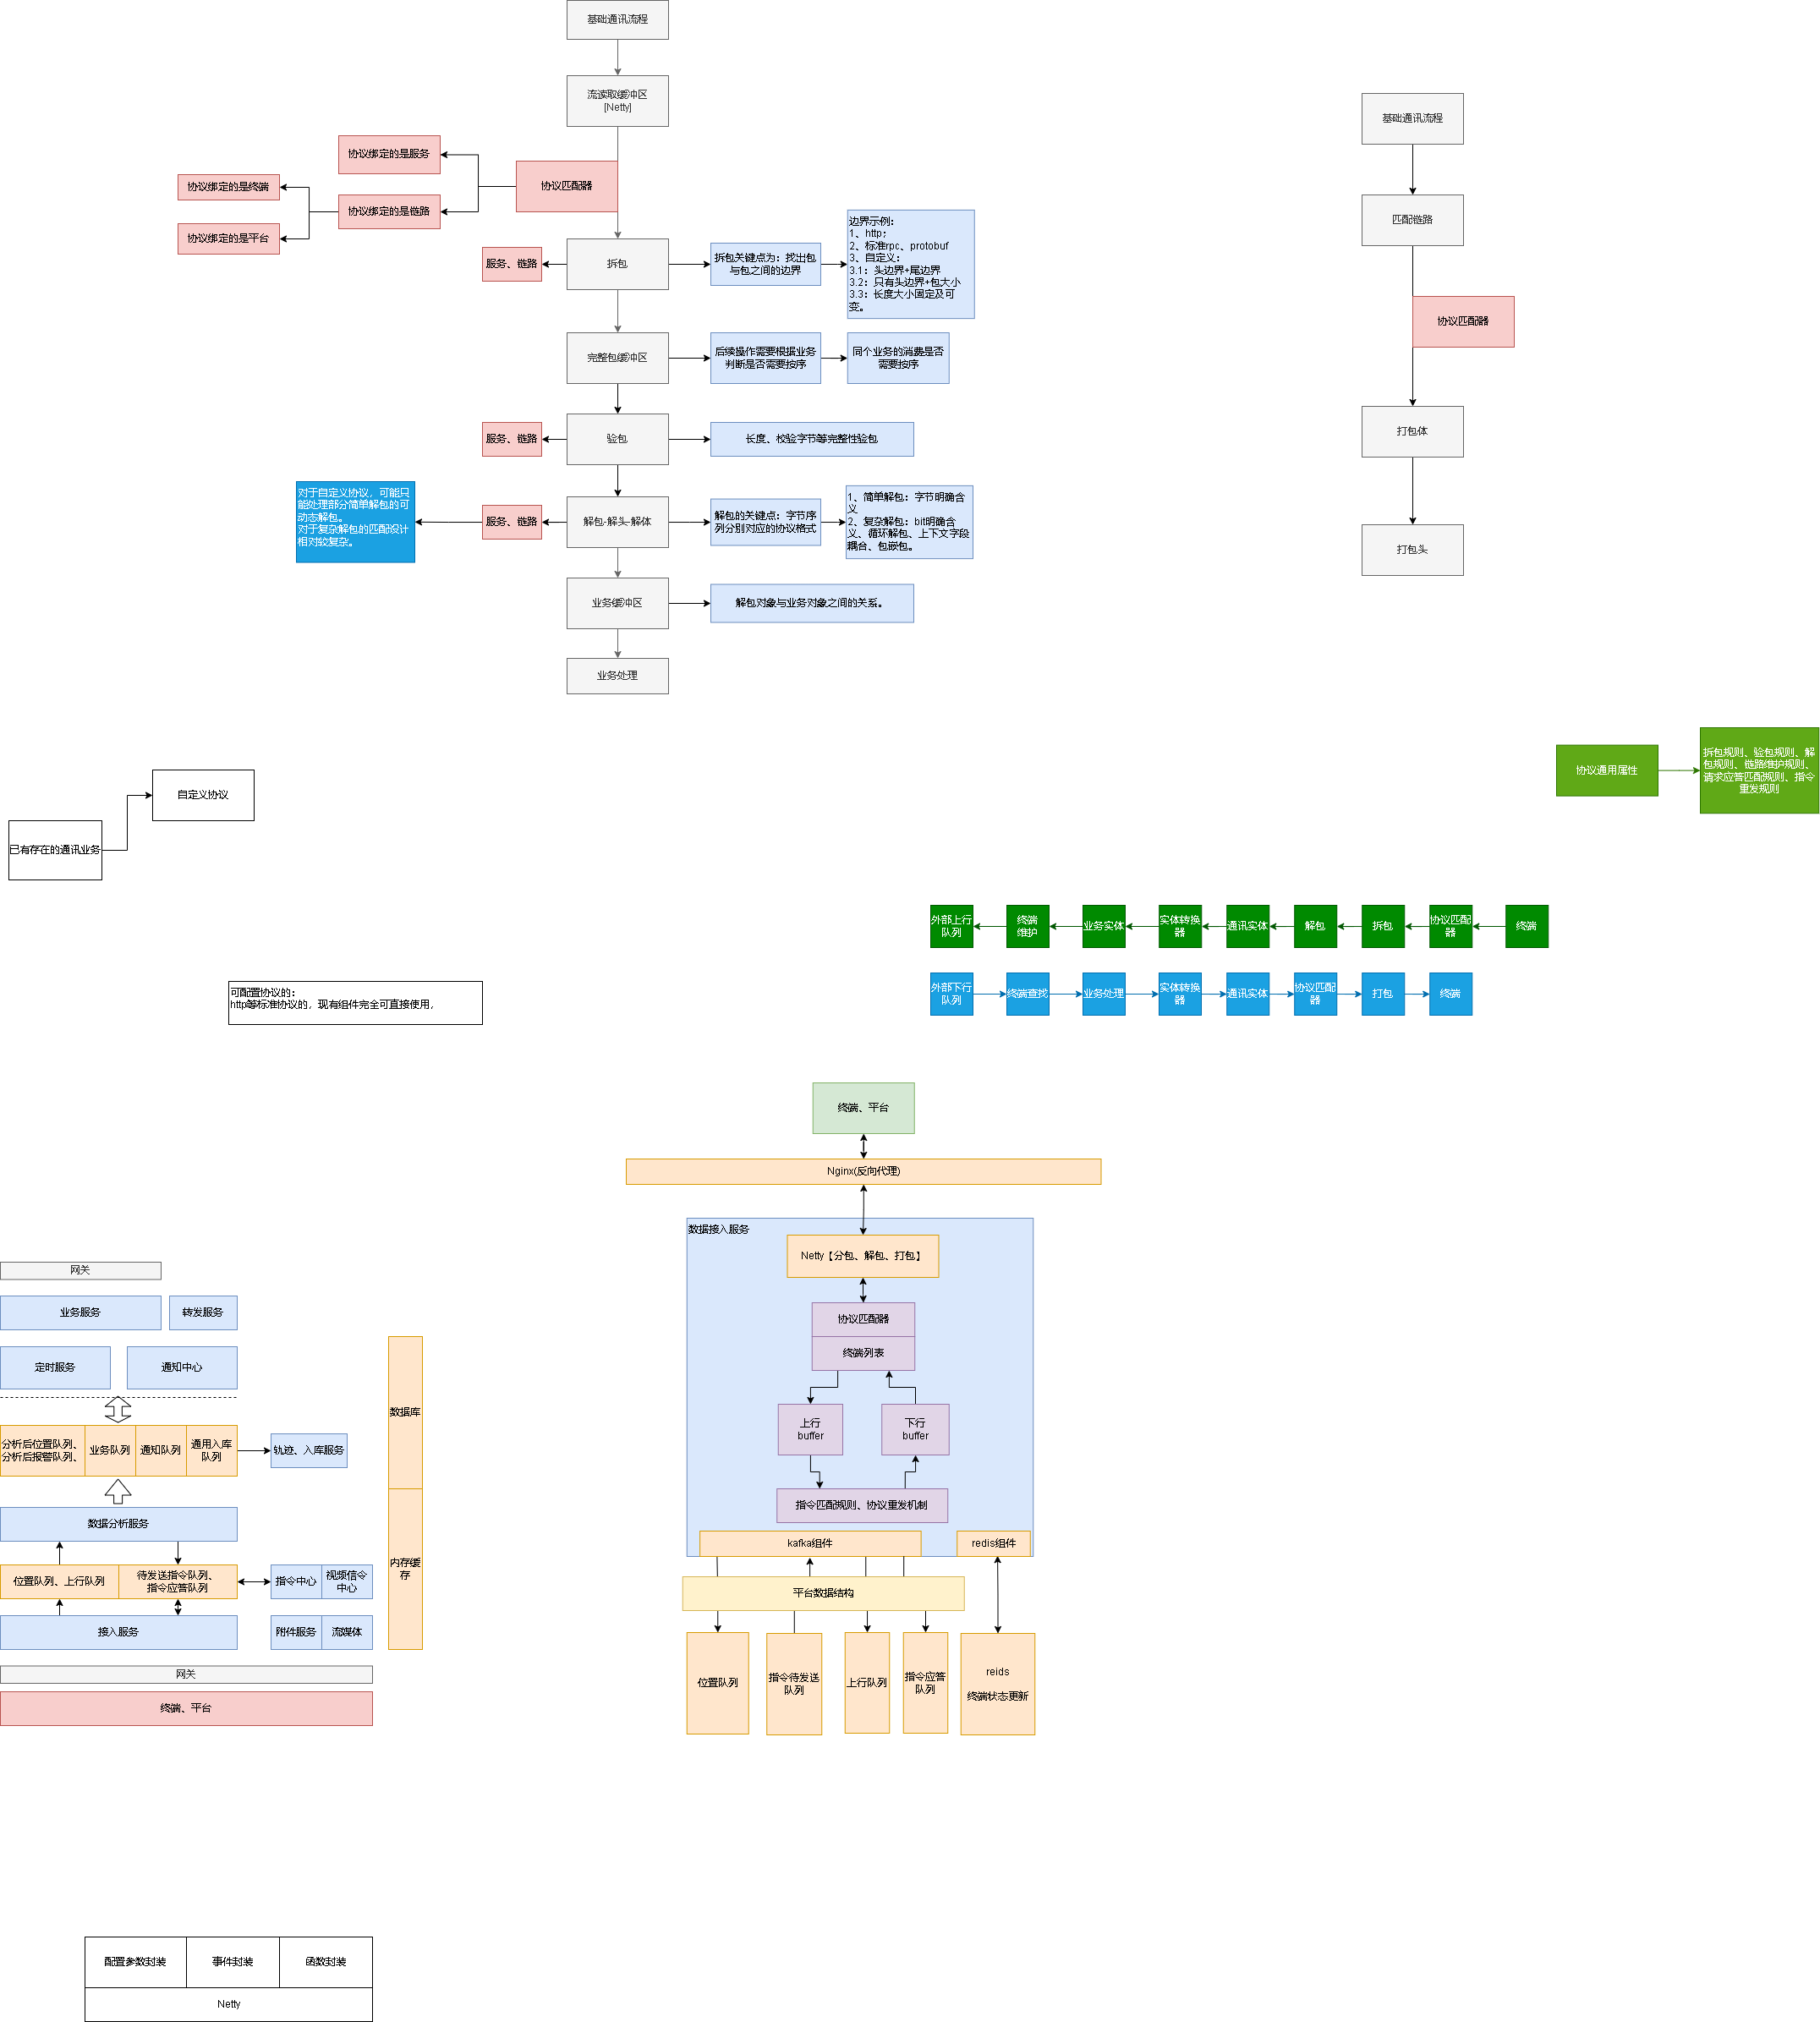 基础通讯流程
流读取缓冲区
[Netty]
协议匹配器
协议绑定的是服务
协议绑定的是链路
协议绑定的是终端
协议绑定的是平台
拆包
服务、链路
拆包关键点为：找出包
与包之间的边界
边界示例：
1、http；
2、标准rpc、protobuf
3、自定义：
3.1：头边界+尾边界
3.2：只有头边界+包大小
3.3：长度大小固定及可
变。
完整包缓冲区
后续操作需要根据业务
判断是否需要按序
同个业务的消费是否
需要按序
验包
服务、链路
长度、校验字节等完整性验包
解包-解头-解体
服务、链路
对于自定义协议，可能只
能处理部分简单解包的可
动态解包。
对于复杂解包的匹配设计
相对较复杂。
解包的关键点：字节序
列分别对应的协议格式
1、简单解包：字节明确含
义
2、复杂解包：bit明确含
义、循环解包、上下文字段
耦合、包嵌包。
业务缓冲区
解包对象与业务对象之间的关系。
业务处理
基础通讯流程
匹配链路
协议匹配器
打包体
打包头
协议通用属性
拆包规则、验包规则、解
包规则、链路维护规则、
请求应答匹配规则、指令
重发规则
自定义协议
已有存在的通讯业务
可配置协议的：
http等标准协议的，现有组件完全可直接使用，
外部上行
队列
终端
维护
业务实体
实体转换
器
通讯实体
解包
拆包
协议匹配
器
终端
外部下行
队列
终端查找
业务处理
实体转换
器
通讯实体
协议匹配
器
打包
终端
终端、平台
Nginx(反向代理)
数据接入服务
Netty【分包、解包、打包】
协议匹配器
终端列表
上行
buffer
下行
buffer
指令匹配规则、协议重发机制
kafka组件
redis组件
平台数据结构
位置队列
指令待发送
队列
上行队列
指令应答
队列
reids
终端状态更新
网关
业务服务
转发服务
定时服务
通知中心
分析后位置队列、
分析后报警队列、
业务队列
通知队列
通用入库
队列
轨迹、入库服务
数据分析服务
位置队列、上行队列
待发送指令队列、
指令应答队列
指令中心
视频信令
中心
接入服务
附件服务
流媒体
数据库
内存缓
存
网关
终端、平台
配置参数封装
事件封装
函数封装
Netty